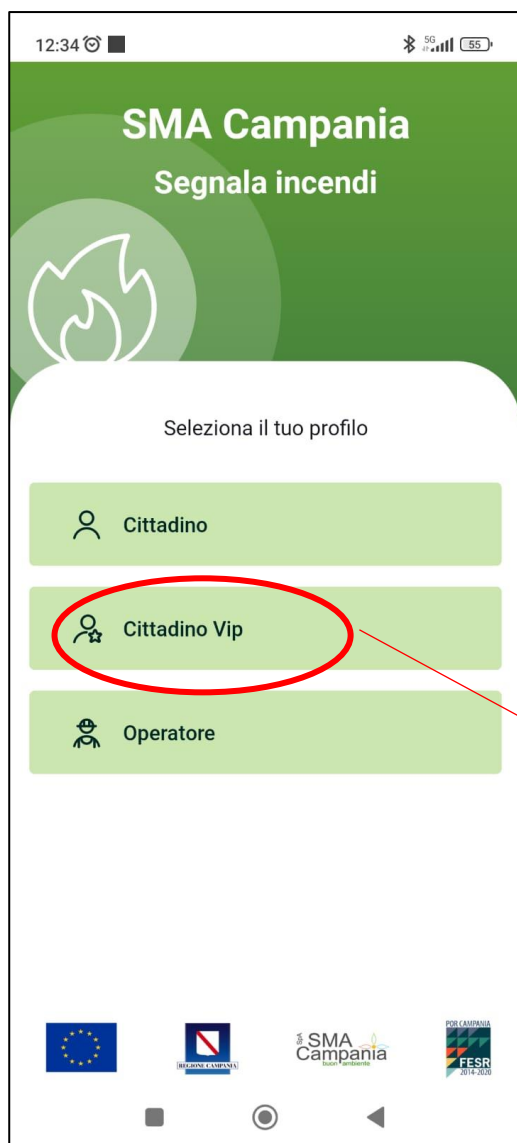 12:34
5G
55
SMA Campania
Segnala incendi
Seleziona il tuo profilo
Cittadino
Cittadino Vip
Operatore
REGIONE CAMPANIA
SpA SMA
Campania
buon ambiente
POR CAMPANIA
FESR
2014-2020